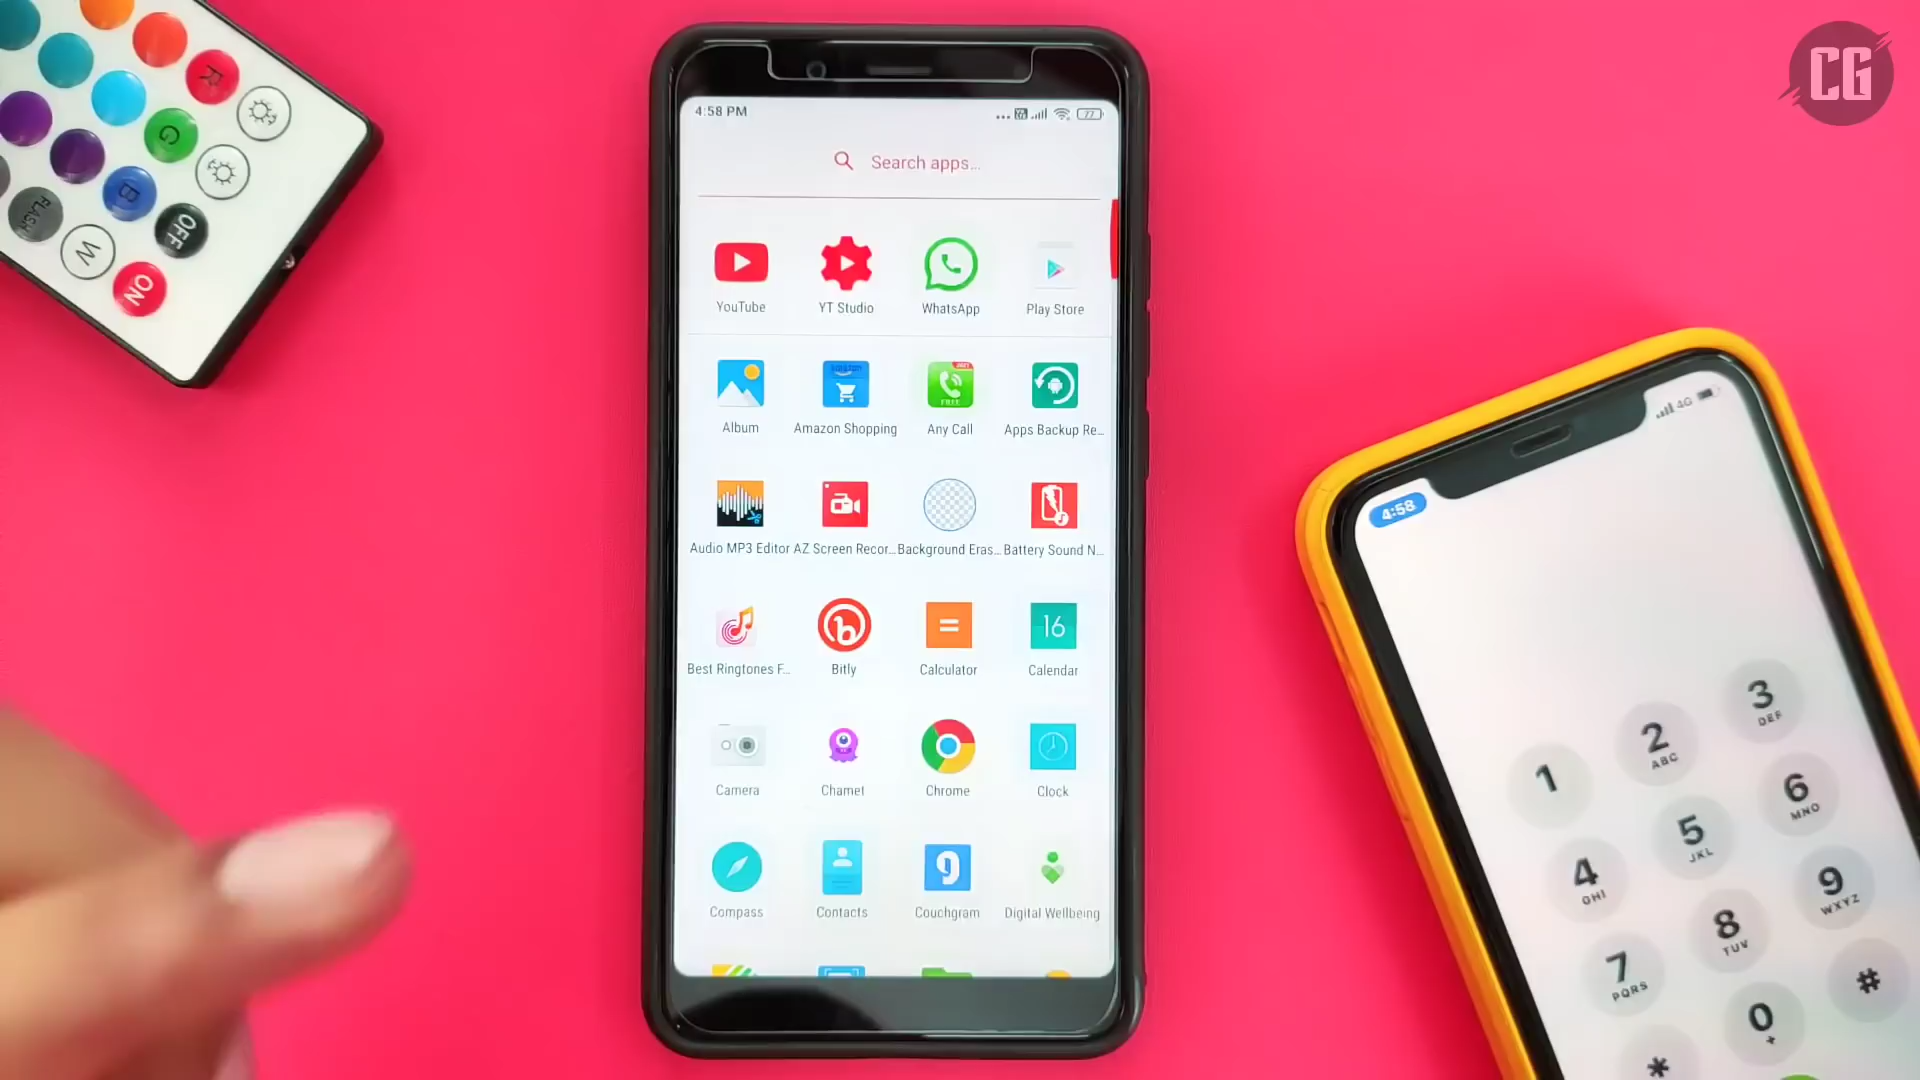 CG
R
G
B
OFF
FLASH
W
ON
4:58 PM
77
Search apps...
YouTube
YT Studio
WhatsApp
Play Store
Album
Amazon Shopping
Any Call
Apps Backup Re...
Audio MP3 Editor
AZ Screen Recor...
Background Eras...
Battery Sound N...
Best Ringtones F...
Bitly
Calculator
16
Calendar
Camera
Chamet
Chrome
Clock
Compass
Contacts
Couchgram
Digital Wellbeing
4G
4:58
1
2
ABC
3
DEF
4
GHI
5
JKL
6
MNO
7
PQRS
8
TUV
9
WXYZ
*
0
+
#